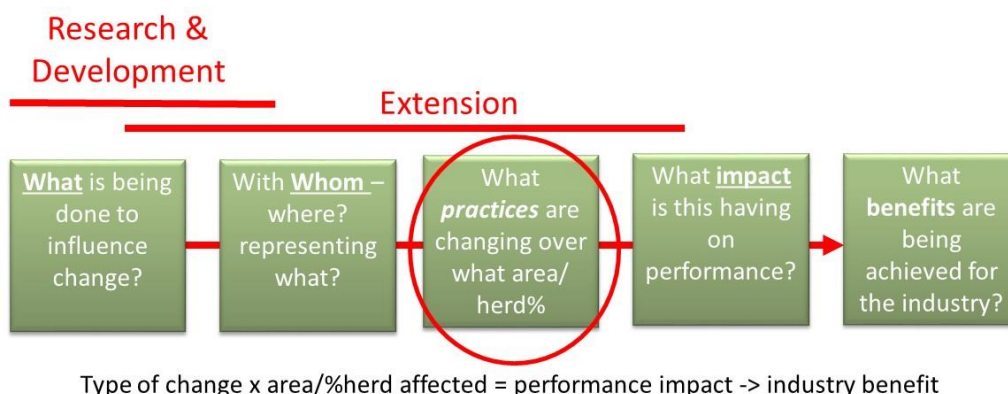 Research &
Development
Extension
What is being
done to
influence
change?
With Whom –
where?
representing
what?
What
practices are
changing over
what area/
herd%
What impact
is this having
on
performance?
What
benefits are
being
achieved for
the industry?
Type of change x area/%herd affected = performance impact -> industry benefit